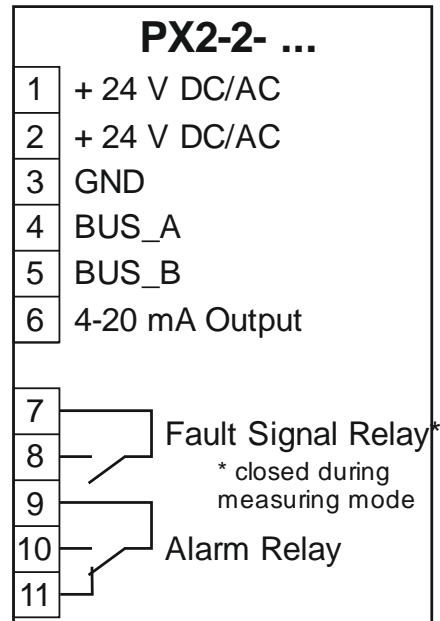 PX2-2- ...
1 + 24 V DC/AC
2 + 24 V DC/AC
3 GND
4 BUS_A
5 BUS_B
6 4-20 mA Output
7
Fault Signal Relay*
8
* closed during
measuring mode
9
10 Alarm Relay
11